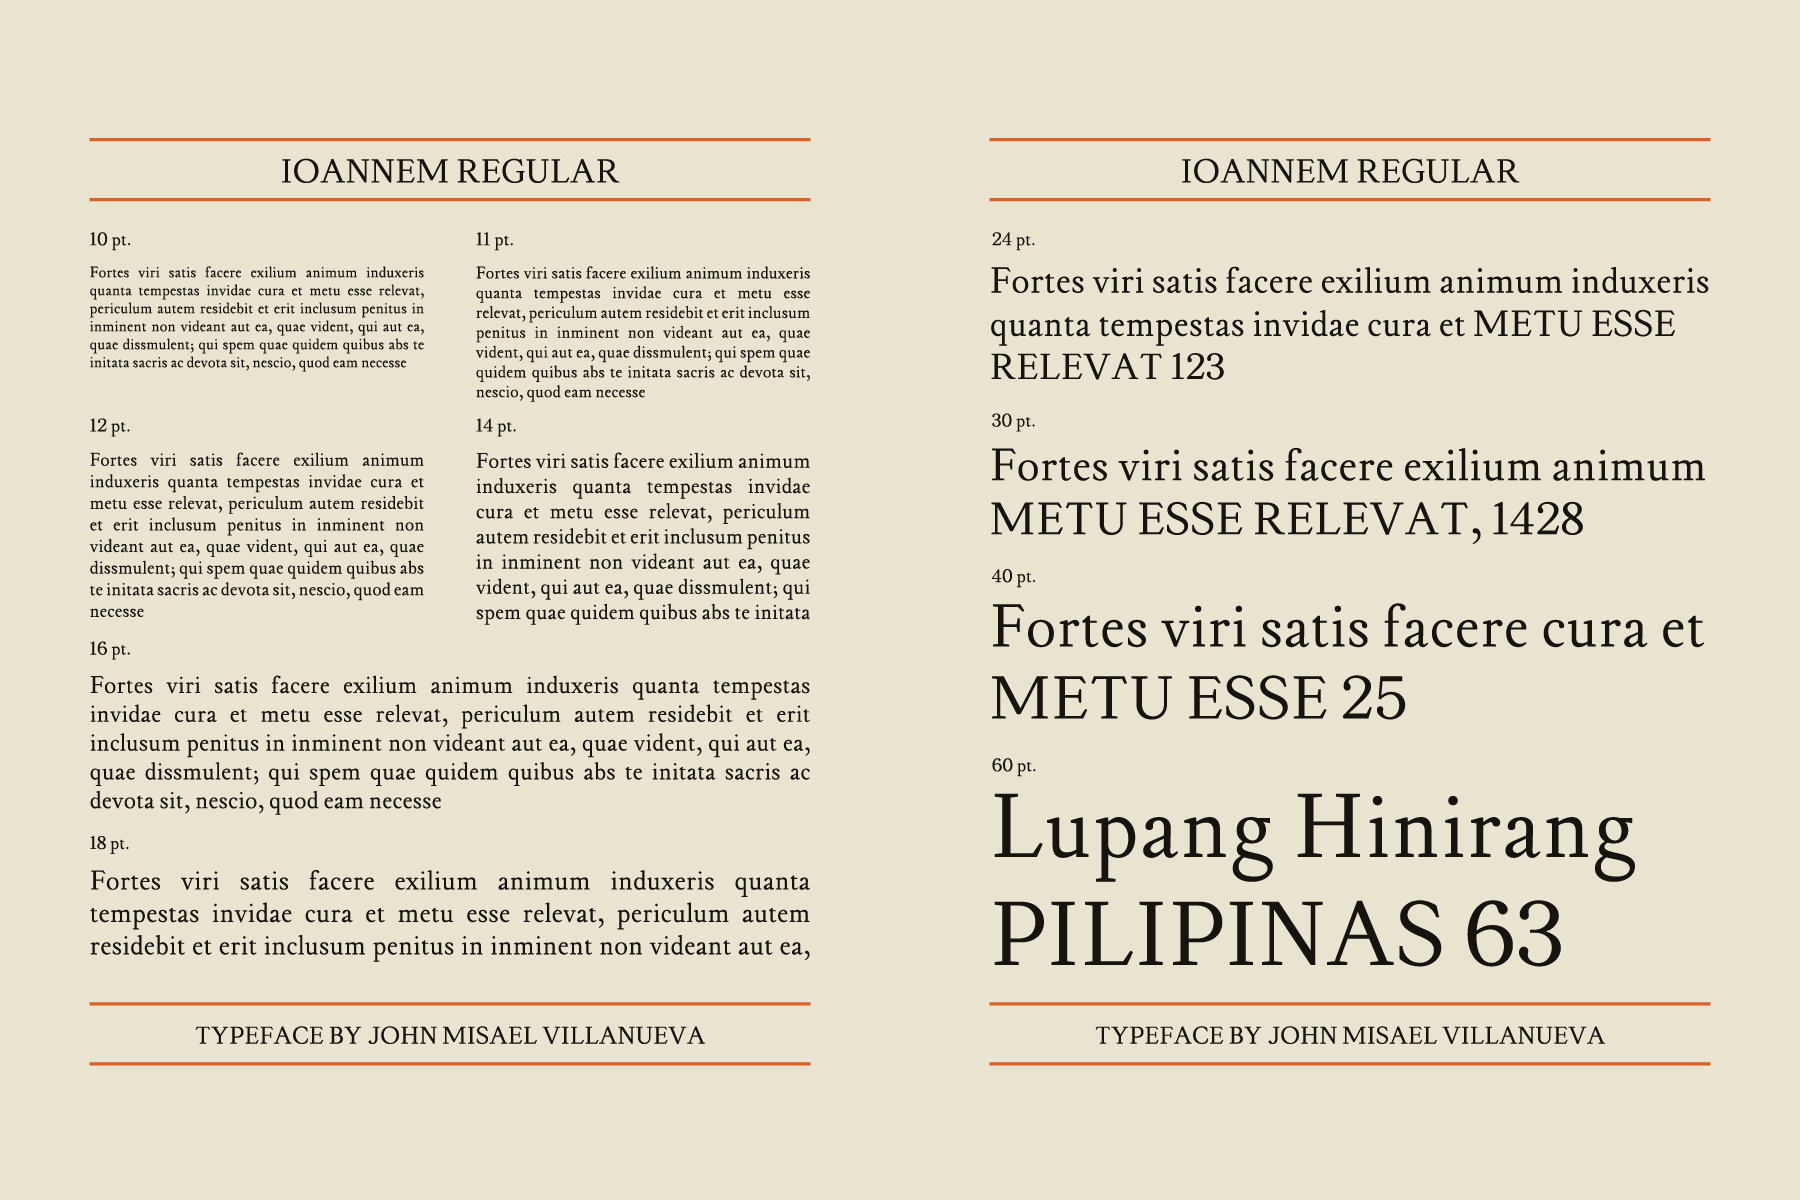 IOANNEM REGULAR
10 pt.
Fortes viri satis facere exilium animum induxeris
quanta tempestas invidae cura et metu esse relevat,
periculum autem residebit et erit inclusum penitus in
inminent non videant aut ea, quae vident, qui aut ea,
quae dissmulent; qui spem quae quidem quibus abs te
initata sacris ac devota sit, nescio, quod eam necesse
11 pt.
Fortes viri satis facere exilium animum induxeris
quanta tempestas invidae cura et metu esse
relevat, periculum autem residebit et erit inclusum
penitus in inminent non videant aut ea, quae
vident, qui aut ea, quae dissmulent; qui spem quae
quidem quibus abs te initata sacris ac devota sit,
nescio, quod eam necesse
12 pt.
Fortes viri satis facere exilium animum
induxeris quanta tempestas invidae cura et
metu esse relevat, periculum autem residebit
et erit inclusum penitus in inminent non
videant aut ea, quae vident, qui aut ea, quae
dissmulent; qui spem quae quidem quibus abs
te initata sacris ac devota sit, nescio, quod eam
necesse
14 pt.
Fortes viri satis facere exilium animum
induxeris quanta tempestas invidae
cura et metu esse relevat, periculum
autem residebit et erit inclusum penitus
in inminent non videant aut ea, quae
vident, qui aut ea, quae dissmulent; qui
spem quae quidem quibus abs te initata
16 pt.
Fortes viri satis facere exilium animum induxeris quanta tempestas
invidae cura et metu esse relevat, periculum autem residebit et erit
inclusum penitus in inminent non videant aut ea, quae vident, qui aut ea,
quae dissmulent; qui spem quae quidem quibus abs te initata sacris ac
devota sit, nescio, quod eam necesse
18 pt.
Fortes viri satis facere exilium animum induxeris quanta
tempestas invidae cura et metu esse relevat, periculum autem
residebit et erit inclusum penitus in inminent non videant aut ea,
TYPEFACE BY JOHN MISAEL VILLANUEVA
IOANNEM REGULAR
24 pt.
Fortes viri satis facere exilium animum induxeris
quanta tempestas invidae cura et METU ESSE
RELEVAT 123
30 pt.
Fortes viri satis facere exilium animum
METU ESSE RELEVAT, 1428
40 pt.
Fortes viri satis facere cura et
METU ESSE 25
60 pt.
Lupang Hinirang
PILIPINAS 63
TYPEFACE BY JOHN MISAEL VILLANUEVA